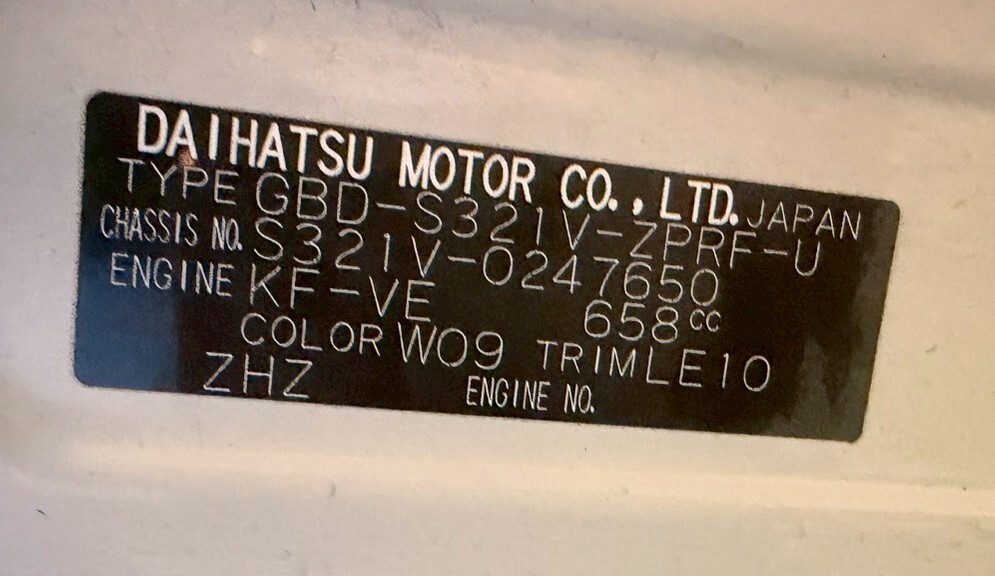 DAIHATSU MOTOR CO., LTD. JAPAN
TYPE GBD-S321V-ZPRF-U
CHASSIS NO. S321V-0247650
ENGINE KF-VE 658cc
COLOR W09 TRIM LE10
ZHZ ENGINE NO.